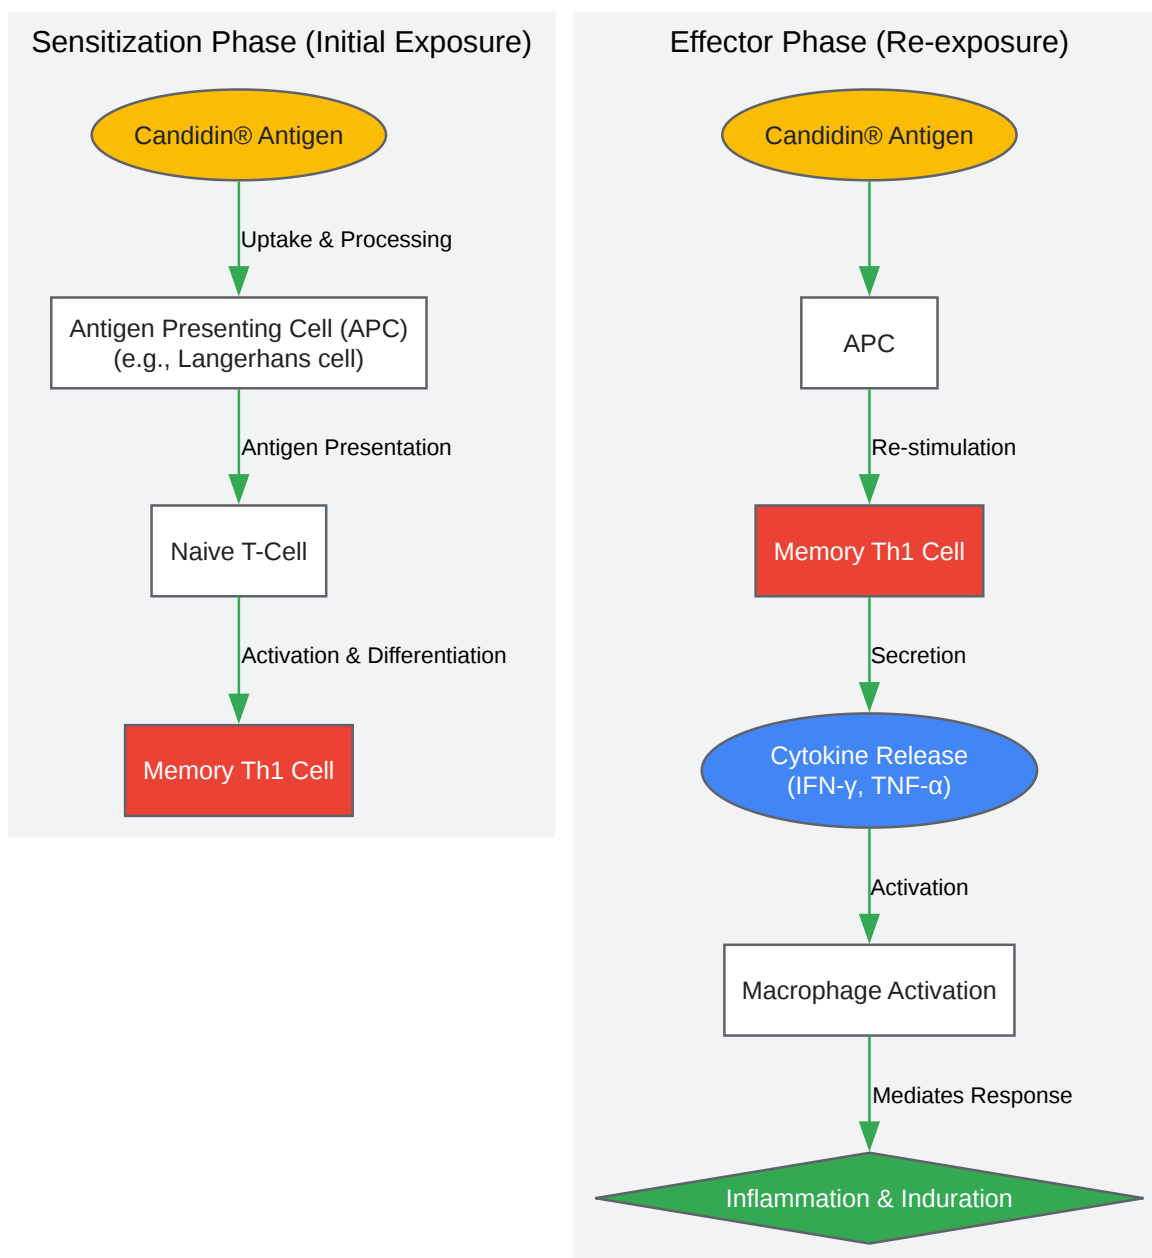 Sensitization Phase (Initial Exposure)
Candidin® Antigen
Uptake & Processing
Antigen Presenting Cell (APC)
(e.g., Langerhans cell)
Antigen Presentation
Naive T-Cell
Activation & Differentiation
Memory Th1 Cell
Effector Phase (Re-exposure)
Candidin® Antigen
APC
Re-stimulation
Memory Th1 Cell
Secretion
Cytokine Release
(IFN-γ, TNF-α)
Activation
Macrophage Activation
Mediates Response
Inflammation & Induration